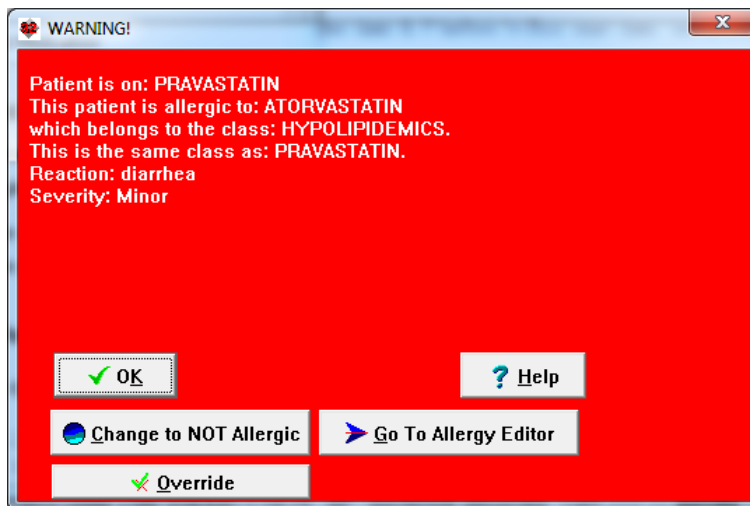 WARNING!
Patient is on: PRAVASTATIN
This patient is allergic to: ATORVASTATIN
which belongs to the class: HYPOLIPIDEMICS.
This is the same class as: PRAVASTATIN.
Reaction: diarrhea
Severity: Minor
OK
? Help
Change to NOT Allergic
Go To Allergy Editor
Override